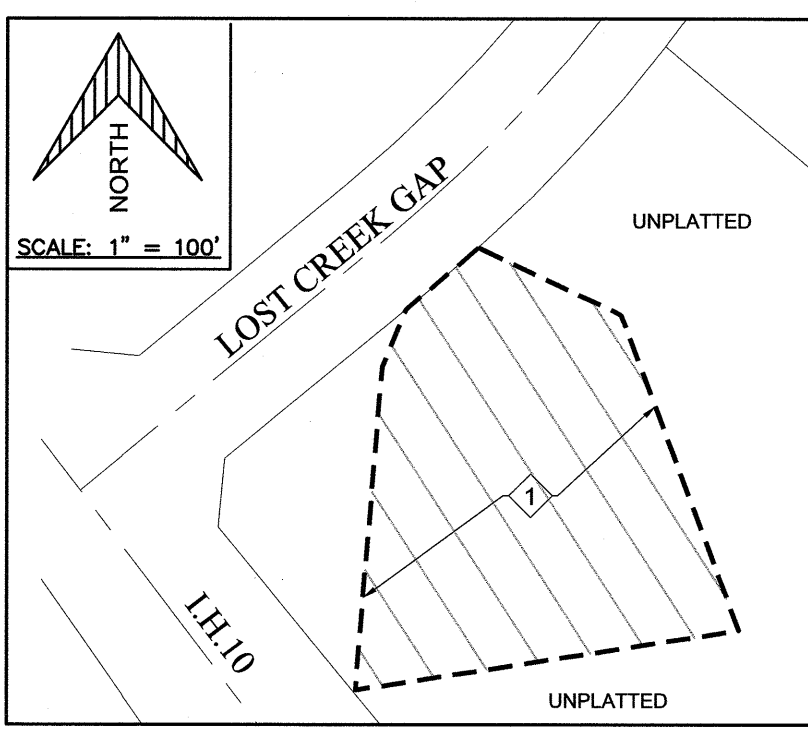 NORTH
SCALE: 1" = 100'
LOST CREEK GAP
UNPLATTED
1
I.H.10
UNPLATTED